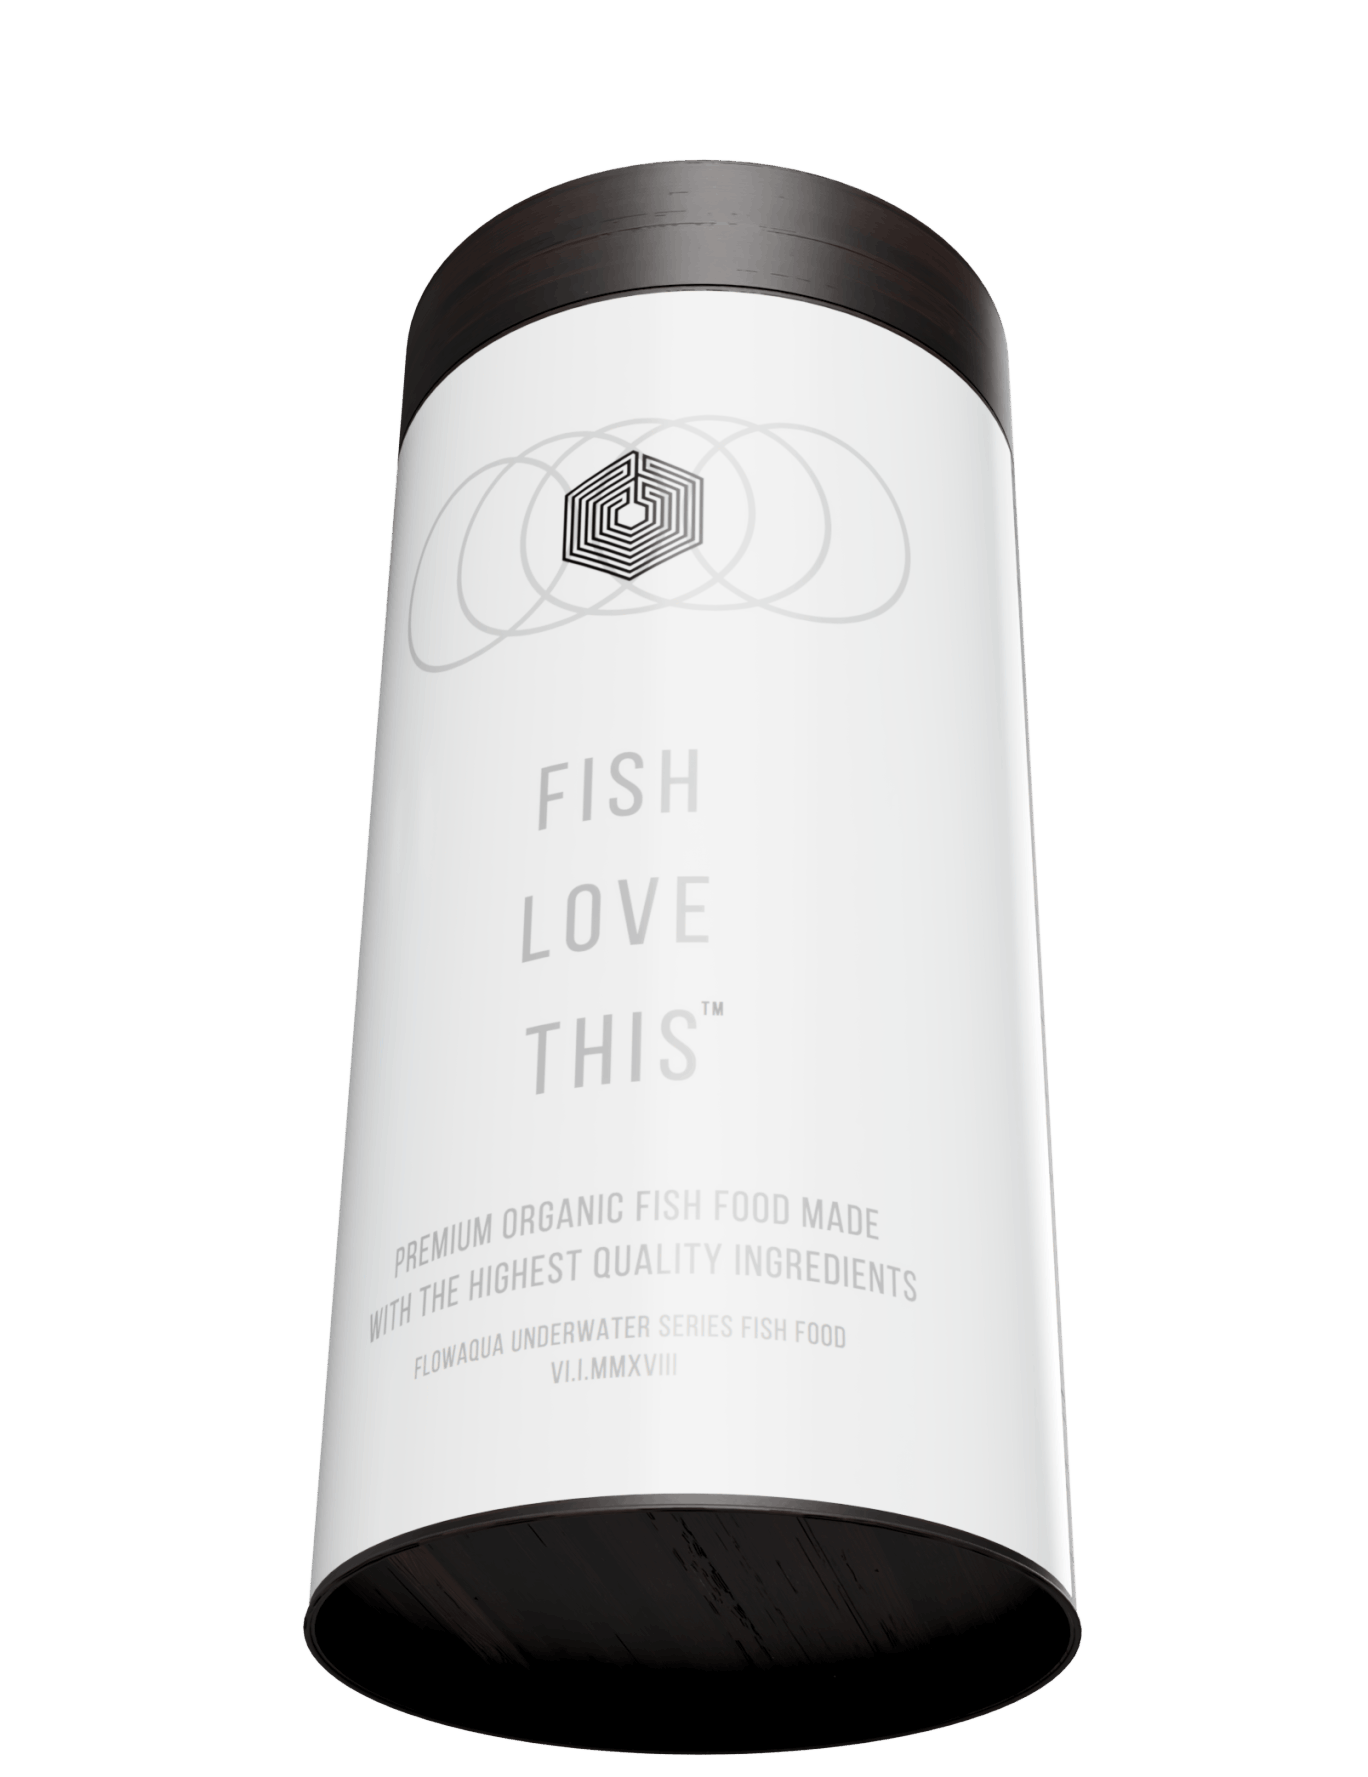 FISH
LOVE
THIS™
PREMIUM ORGANIC FISH FOOD MADE
WITH THE HIGHEST QUALITY INGREDIENTS
FLOWAQUA UNDERWATER SERIES FISH FOOD
VI.I.MMXVIII